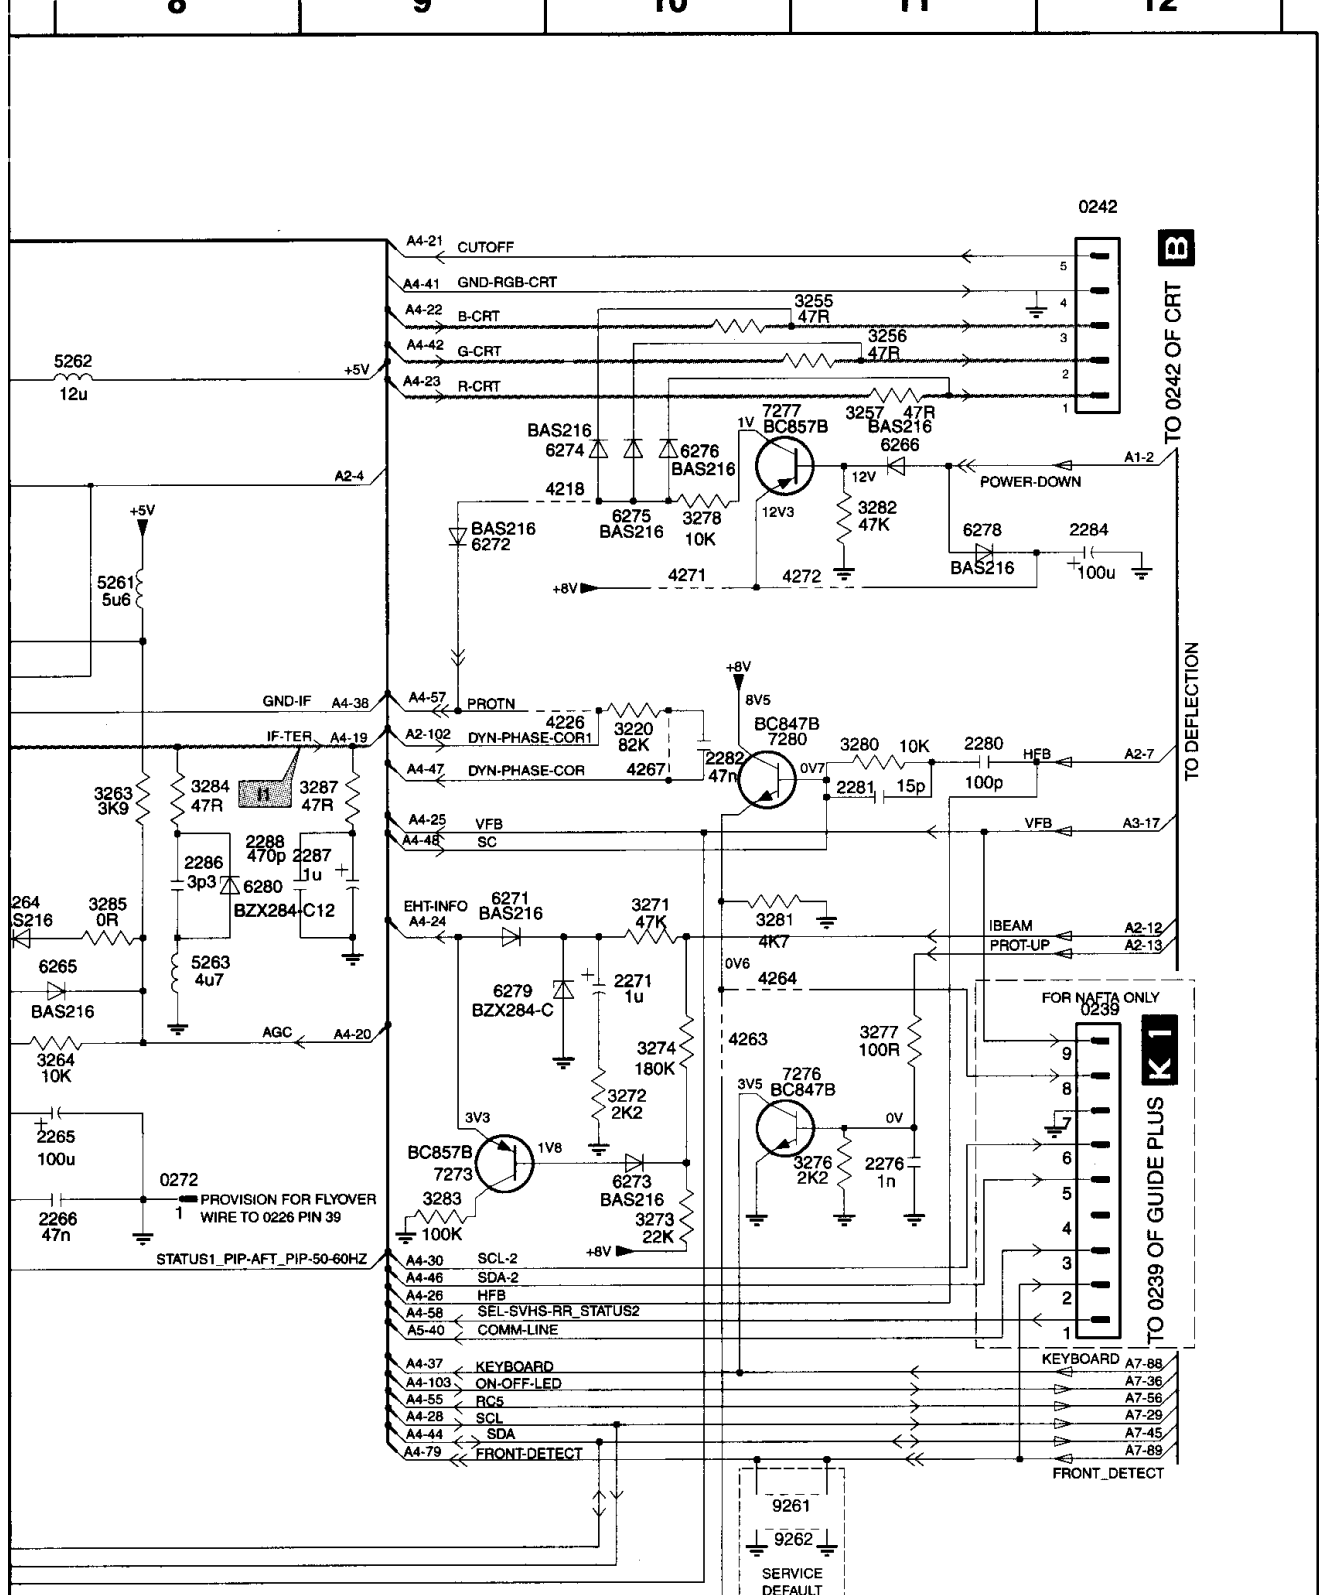 8 9 10 11 12
0242
B
TO 0242 OF CRT
A4-21 CUTOFF
5
A4-41 GND-RGB-CRT
4
A4-22 B-CRT
3255
47R
3
A4-42 G-CRT
3256
47R
2
A4-23 R-CRT
3257 47R
1
5262
12u
+5V
BAS216
6274
6276
BAS216
1V
7277
BC857B
BAS216
6266
12V
A1-2
POWER-DOWN
A2-4
4218
6275
BAS216
3278
10K
12V3
3282
47K
+5V
BAS216
6272
6278
BAS216
2284
+
100u
5261
5u6
+8V
4271
4272
TO DEFLECTION
+8V
8V5
GND-IF A4-38
A4-57 PROTN
4226
3220
82K
BC847B
7280
IF-TER A4-19
A2-102 DYN-PHASE-COR1
A4-47 DYN-PHASE-COR
4267
2282
47n
0V7
3280 10K
2280
100p
HFB
A2-7
2281 15p
3263
3K9
3284
47R
I1
3287
47R
A4-25 VFB
VFB A3-17
A4-48 SC
2286
3p3
2288
470p
2287
1u
+
6280
BZX284-C12
264
S216
3285
0R
EHT-INFO
A4-24
6271
BAS216
3271
47K
3281
4K7
IBEAM A2-12
PROT-UP A2-13
6265
BAS216
5263
4u7
6279
BZX284-C
+
2271
1u
0V6
4264
FOR NAFTA ONLY
0239
K 1
TO 0239 OF GUIDE PLUS
3264
10K
AGC A4-20
3274
180K
4263
3277
100R
9
8
7
6
5
4
3
2
1
3272
2K2
3V5
7276
BC847B
0V
+
2265
100u
3V3
BC857B
7273
1V8
6273
BAS216
3276
2K2
2276
1n
2266
47n
0272
1
PROVISION FOR FLYOVER
WIRE TO 0226 PIN 39
3283
100K
3273
22K
+8V
STATUS1_PIP-AFT_PIP-50-60HZ
A4-30 SCL-2
A4-46 SDA-2
A4-26 HFB
A4-58 SEL-SVHS-RR_STATUS2
A5-40 COMM-LINE
A4-37 KEYBOARD
KEYBOARD A7-88
A4-103 ON-OFF-LED
A7-36
A4-55 RC5
A7-56
A4-28 SCL
A7-29
A4-44 SDA
A7-45
A4-79 FRONT-DETECT
A7-89
FRONT_DETECT
9261
9262
SERVICE
DEFAULT